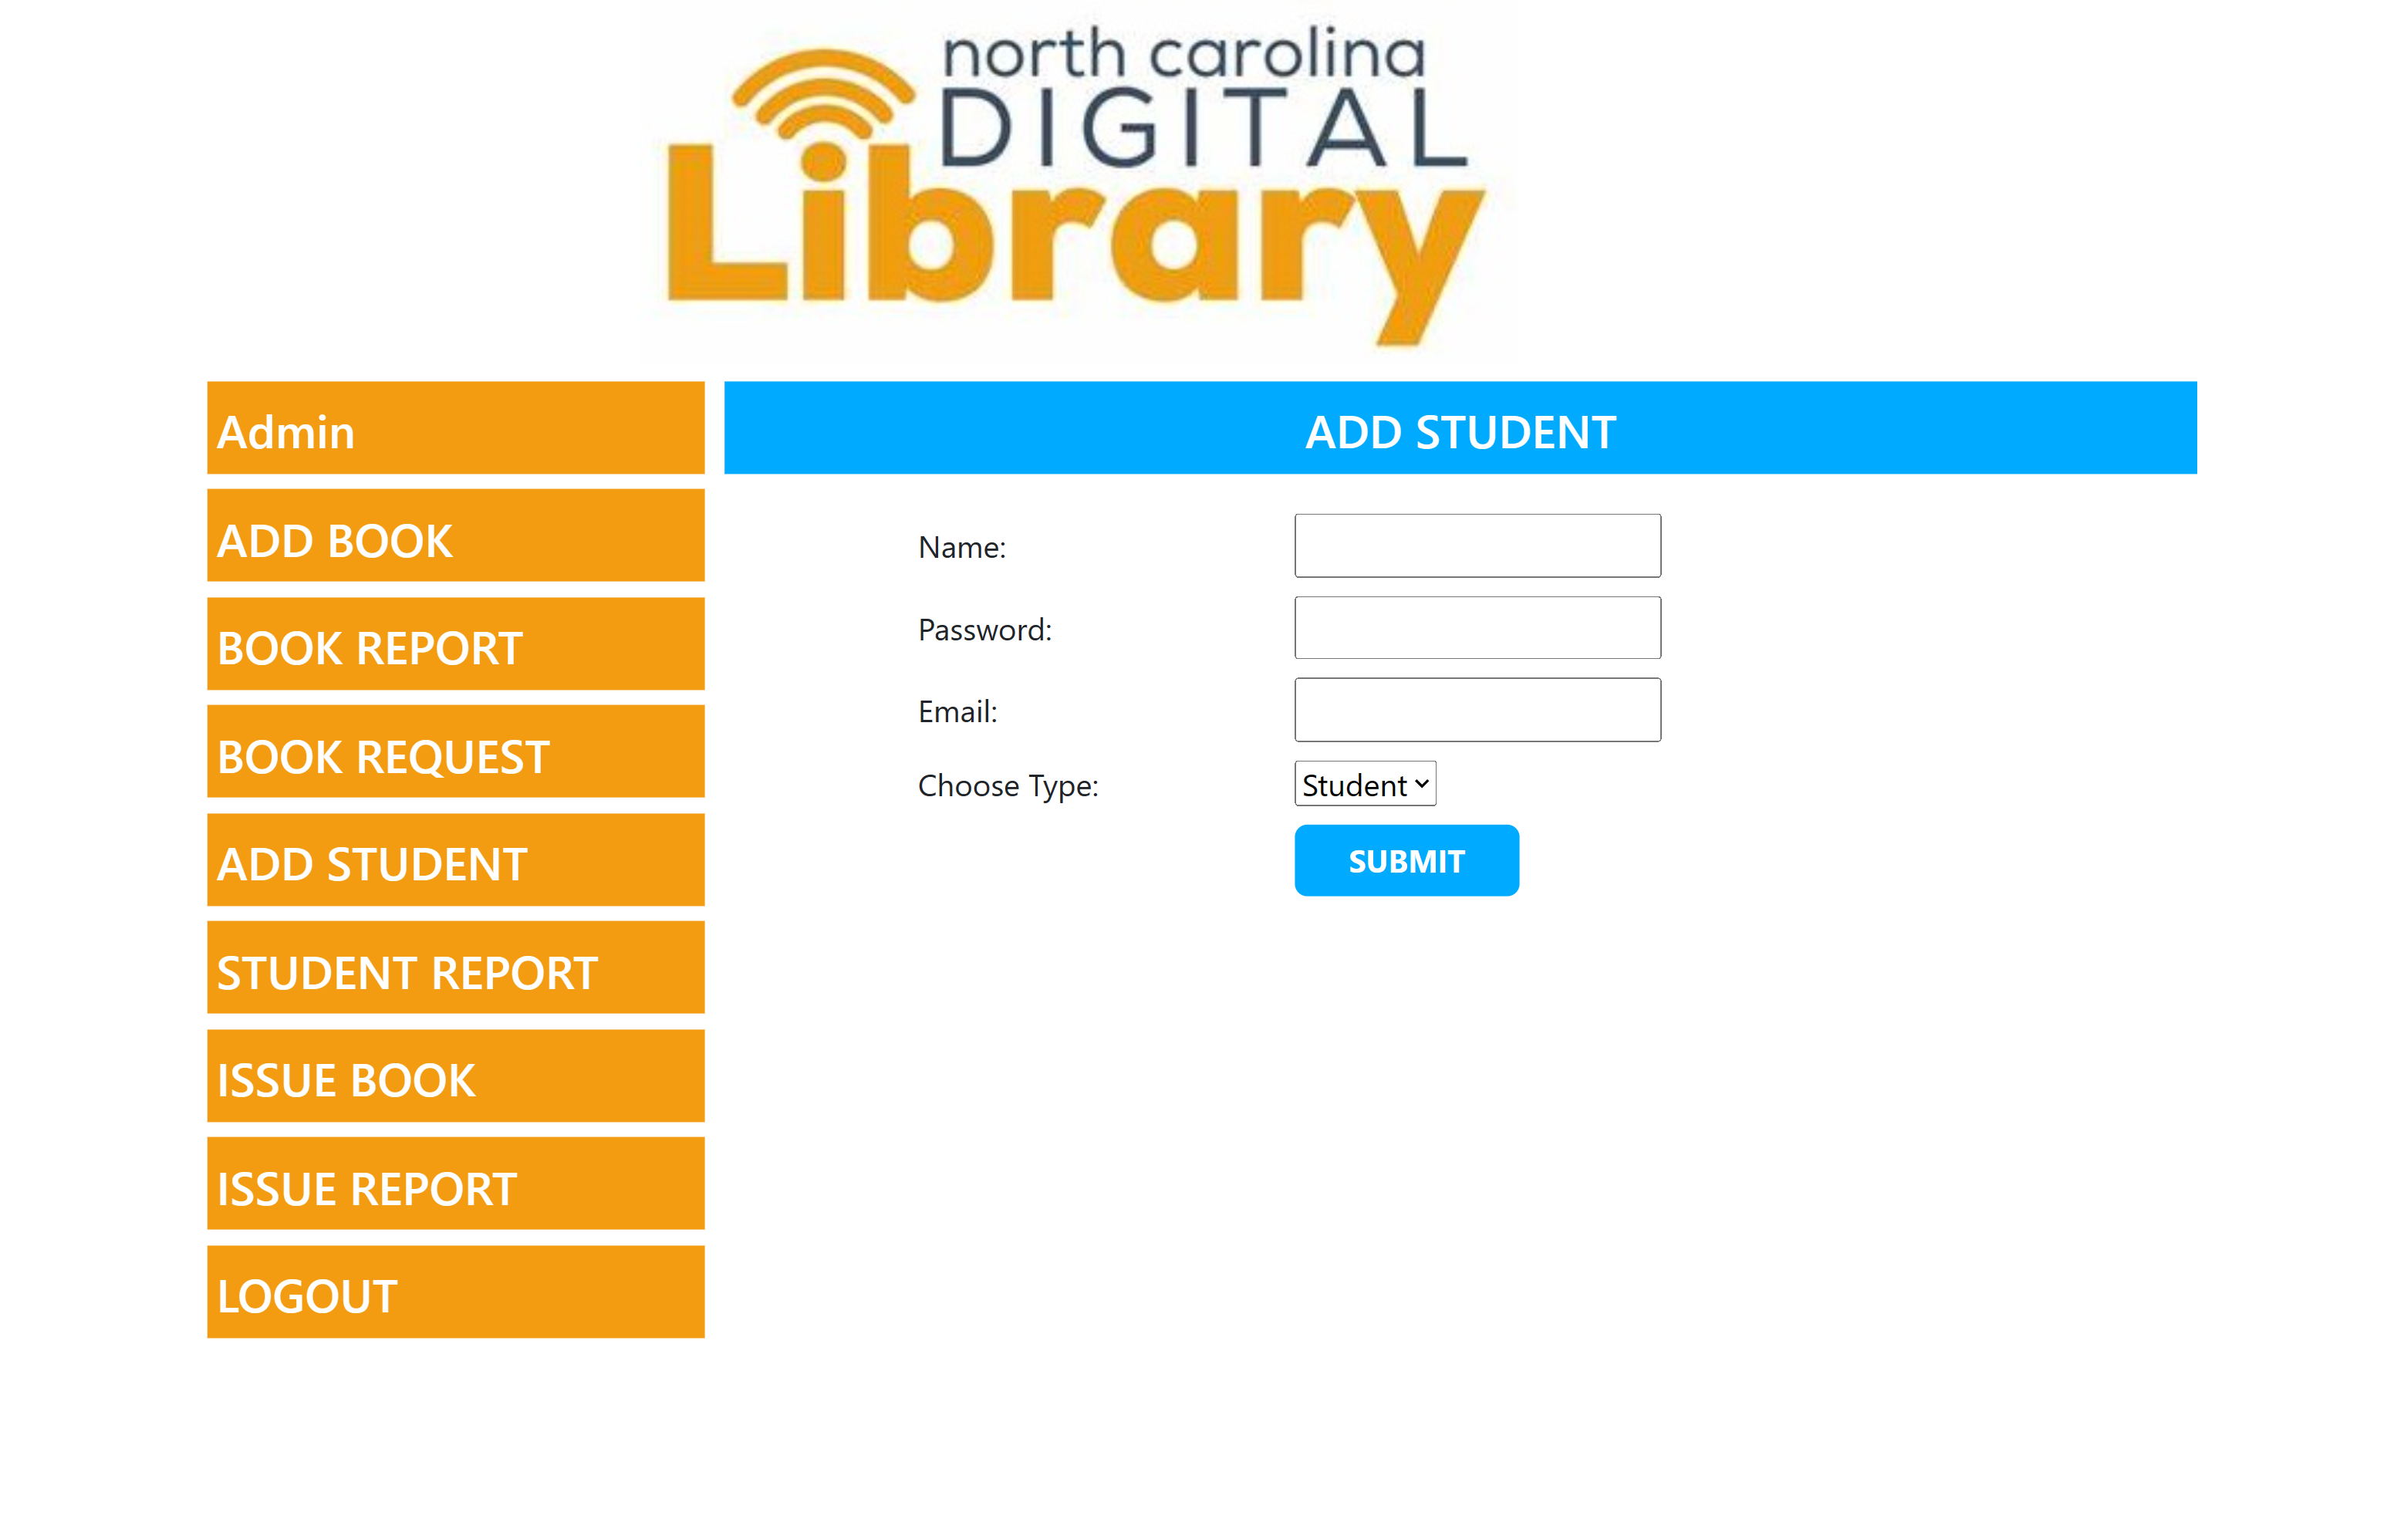 north carolina
DIGITAL
Library
Admin
ADD BOOK
BOOK REPORT
BOOK REQUEST
ADD STUDENT
STUDENT REPORT
ISSUE BOOK
ISSUE REPORT
LOGOUT
ADD STUDENT
Name:
Password:
Email:
Choose Type: Student
SUBMIT